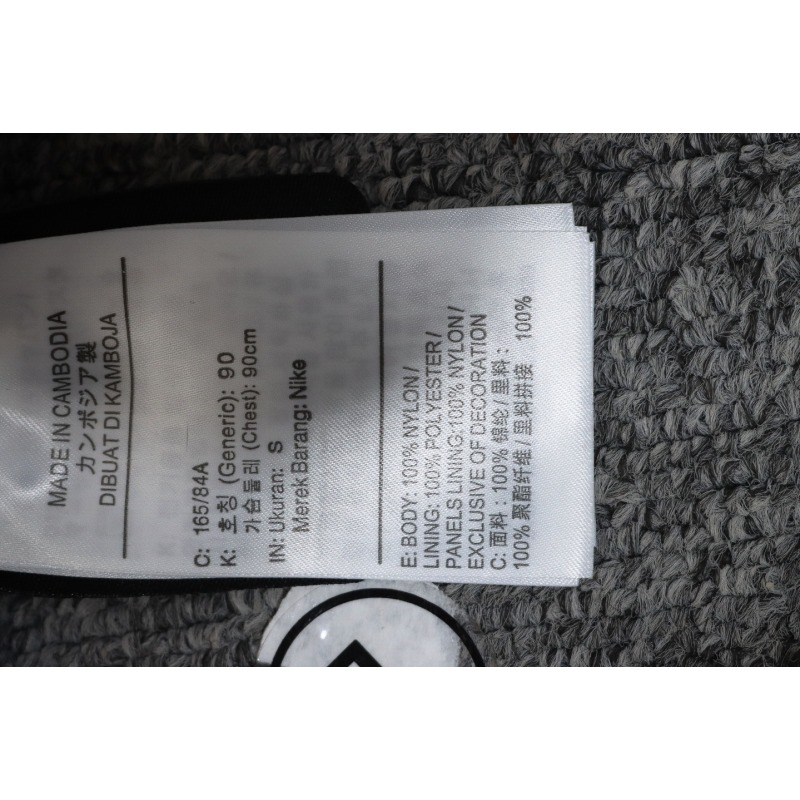 MADE IN CAMBODIA
カンボジア製
DIBUAT DI KAMBOJA
C: 165/84A
K: 호칭 (Generic): 90
가슴둘레 (Chest): 90cm
IN: Ukuran: S
Merek Barang: Nike
E: BODY: 100% NYLON/
LINING: 100% POLYESTER/
PANELS LINING:100% NYLON/
EXCLUSIVE OF DECORATION
C: 面料: 100% 锦纶/里料:
100% 聚酯纤维/里料拼接 100%